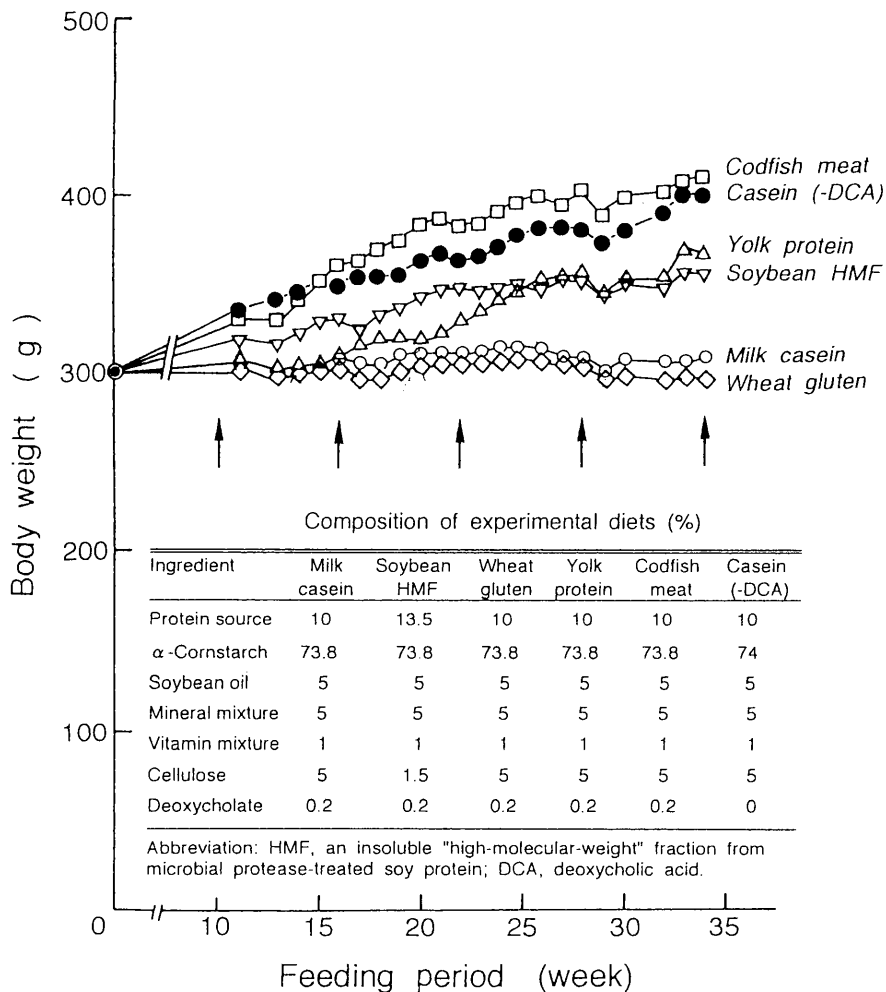 500
400
300
200
100
0
Body weight (g)
Codfish meat
Casein (-DCA)
Yolk protein
Soybean HMF
Milk casein
Wheat gluten
Composition of experimental diets (%)
Ingredient Milk casein Soybean HMF Wheat gluten Yolk protein Codfish meat Casein (-DCA)
Protein source 10 13.5 10 10 10 10
α-Cornstarch 73.8 73.8 73.8 73.8 73.8 74
Soybean oil 5 5 5 5 5 5
Mineral mixture 5 5 5 5 5 5
Vitamin mixture 1 1 1 1 1 1
Cellulose 5 1.5 5 5 5 5
Deoxycholate 0.2 0.2 0.2 0.2 0.2 0
Abbreviation: HMF, an insoluble "high-molecular-weight" fraction from
microbial protease-treated soy protein; DCA, deoxycholic acid.
10 15 20 25 30 35
Feeding period (week)